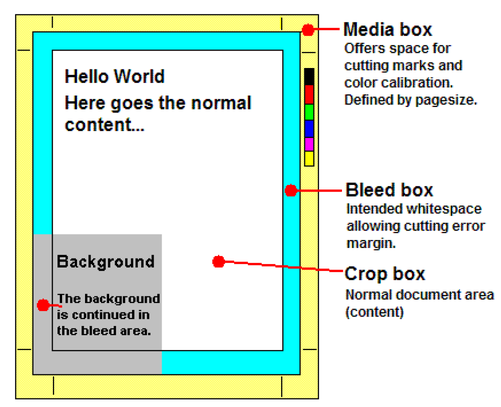 Hello World
Here goes the normal
content...
Background
The background
is continued in
the bleed area.
Media box
Offers space for
cutting marks and
color calibration.
Defined by pagesize.
Bleed box
Intended whitespace
allowing cutting error
margin.
Crop box
Normal document area
(content)